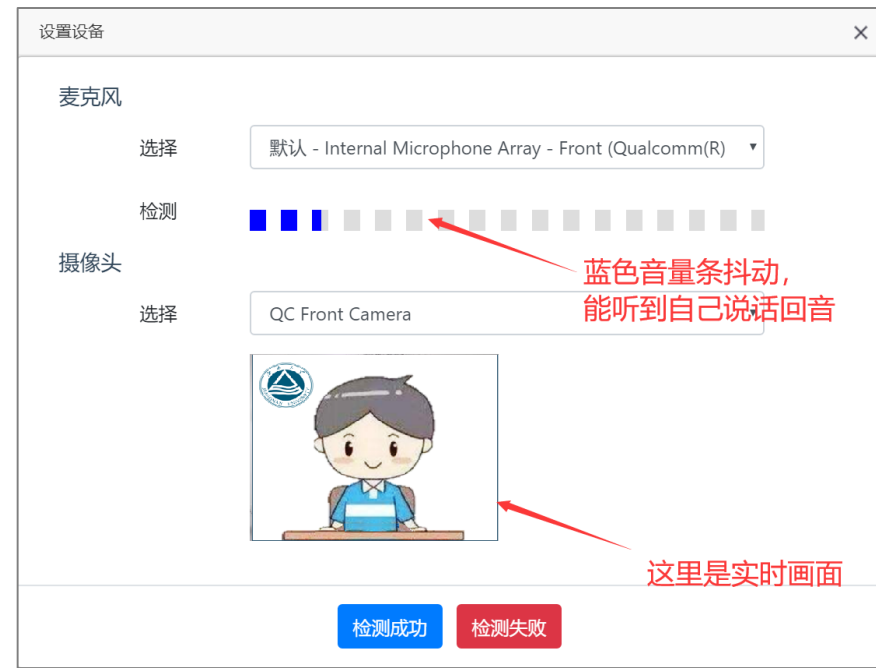 设置设备
麦克风
选择
默认 - Internal Microphone Array - Front (Qualcomm(R)
检测
蓝色音量条抖动,
能听到自己说话回音
摄像头
选择
QC Front Camera
这里是实时画面
检测成功
检测失败